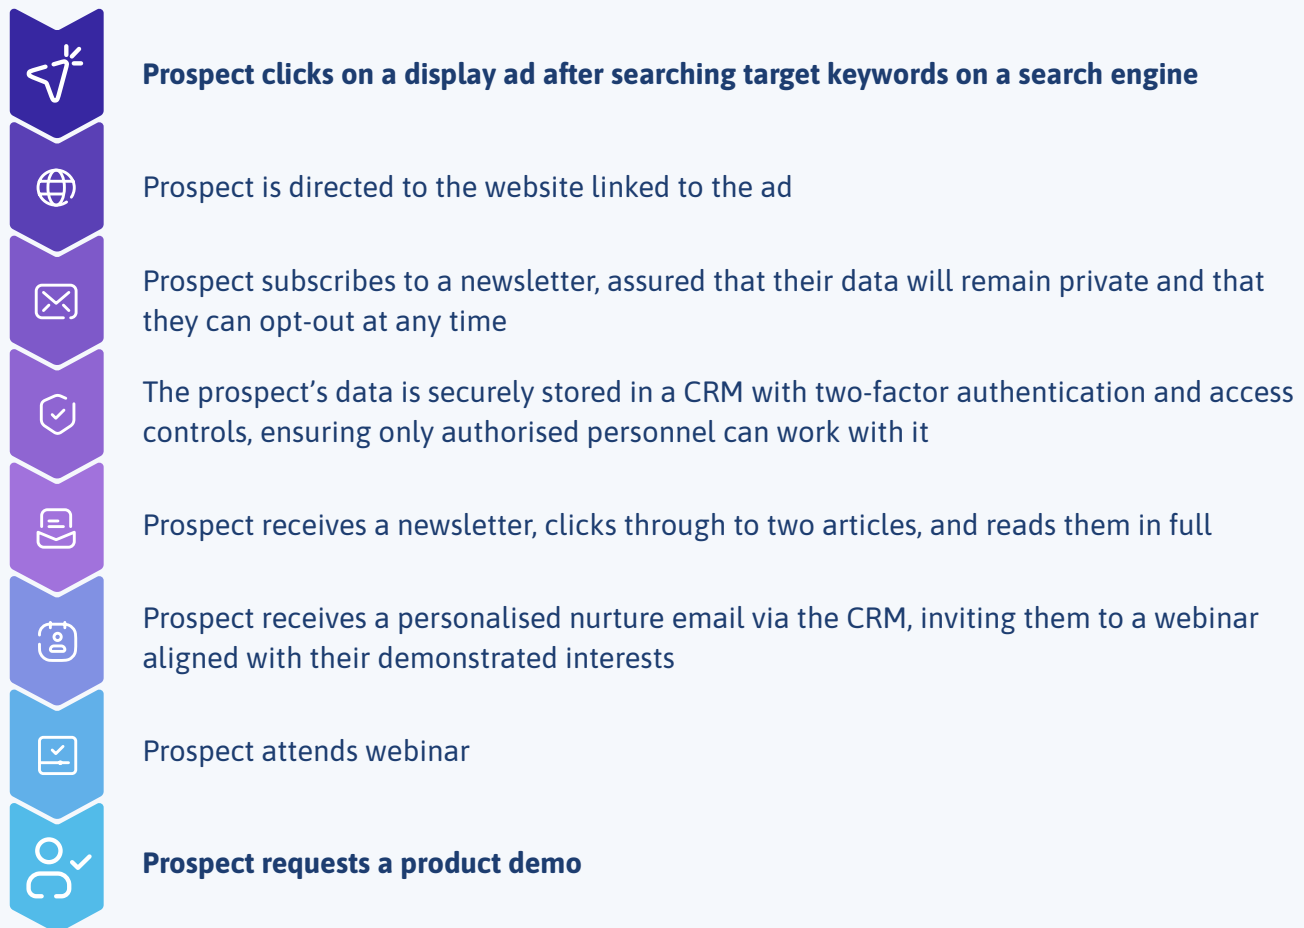 Prospect clicks on a display ad after searching target keywords on a search engine
Prospect is directed to the website linked to the ad
Prospect subscribes to a newsletter, assured that their data will remain private and that
they can opt-out at any time
The prospect’s data is securely stored in a CRM with two-factor authentication and access
controls, ensuring only authorised personnel can work with it
Prospect receives a newsletter, clicks through to two articles, and reads them in full
Prospect receives a personalised nurture email via the CRM, inviting them to a webinar
aligned with their demonstrated interests
Prospect attends webinar
Prospect requests a product demo